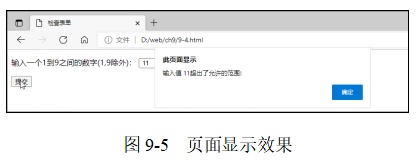 检查表单
文件 D:/web/ch9/9-4.html
输入一个1到9之间的数字(1,9除外): 11
提交
此页面显示
输入值 11超出了允许的范围!
确定
图 9-5 页面显示效果